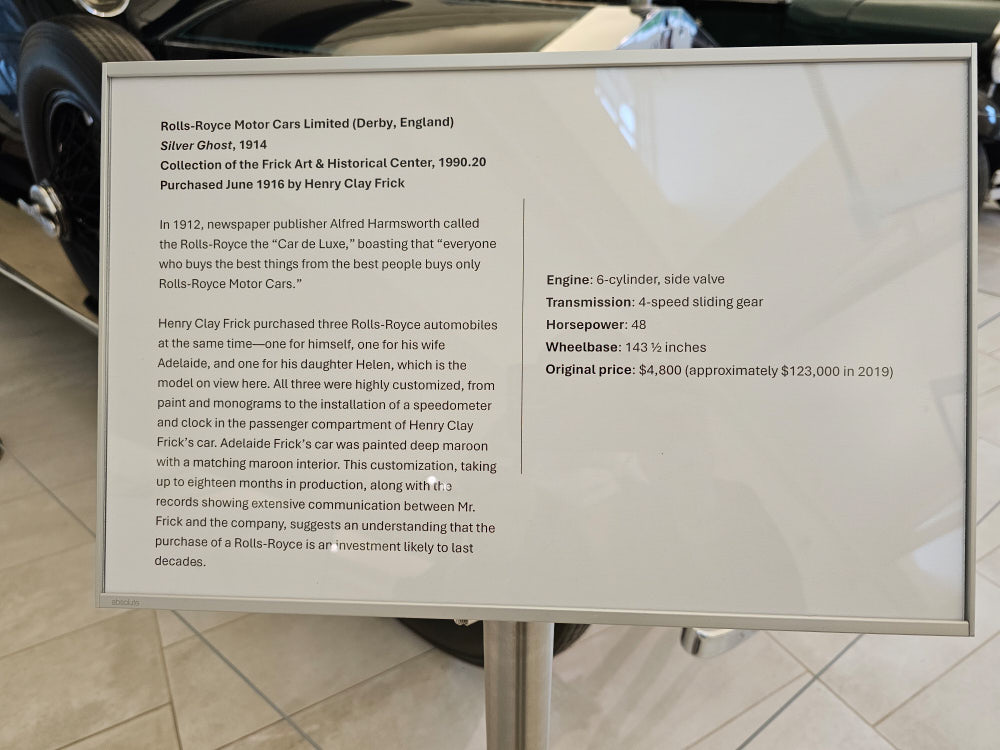 Rolls-Royce Motor Cars Limited (Derby, England)
Silver Ghost, 1914
Collection of the Frick Art & Historical Center, 1990.20
Purchased June 1916 by Henry Clay Frick
In 1912, newspaper publisher Alfred Harmsworth called
the Rolls-Royce the “Car de Luxe,” boasting that “everyone
who buys the best things from the best people buys only
Rolls-Royce Motor Cars.”
Henry Clay Frick purchased three Rolls-Royce automobiles
at the same time—one for himself, one for his wife
Adelaide, and one for his daughter Helen, which is the
model on view here. All three were highly customized, from
paint and monograms to the installation of a speedometer
and clock in the passenger compartment of Henry Clay
Frick’s car. Adelaide Frick’s car was painted deep maroon
with a matching maroon interior. This customization, taking
up to eighteen months in production, along with the
records showing extensive communication between Mr.
Frick and the company, suggests an understanding that the
purchase of a Rolls-Royce is an investment likely to last
decades.
Engine: 6-cylinder, side valve
Transmission: 4-speed sliding gear
Horsepower: 48
Wheelbase: 143 ½ inches
Original price: $4,800 (approximately $123,000 in 2019)
absolute